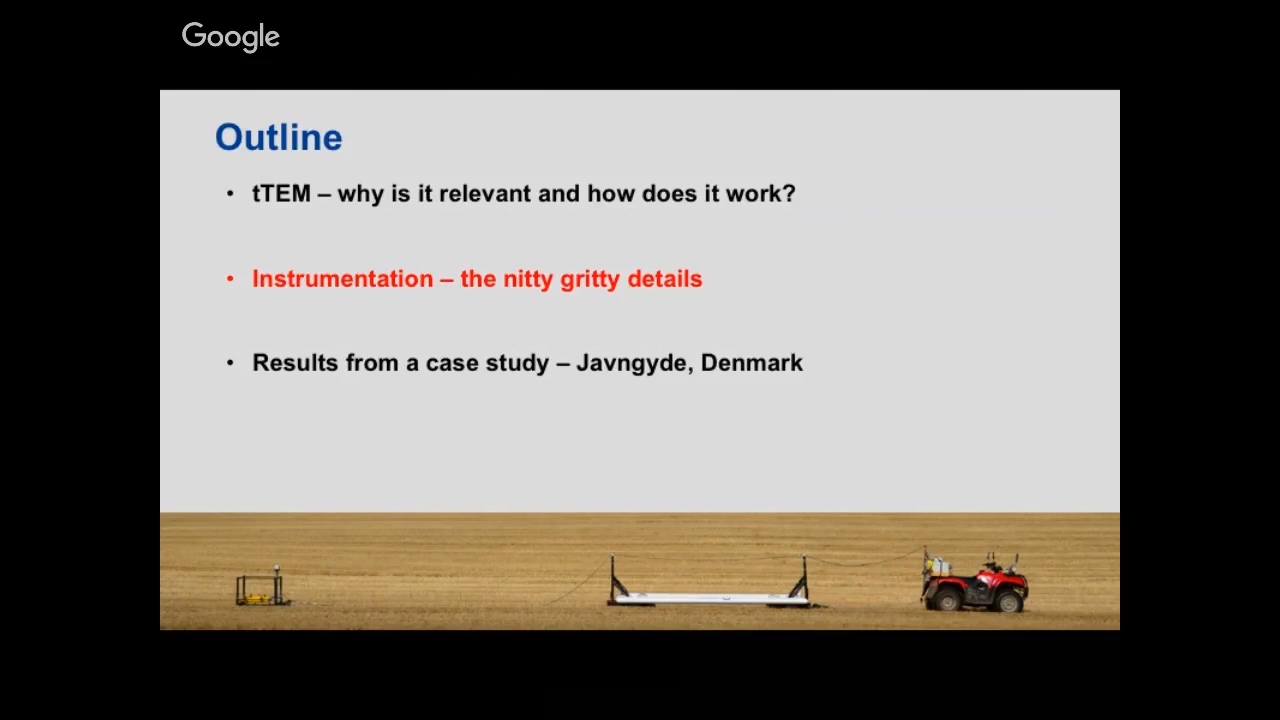 Google
Outline
• tTEM – why is it relevant and how does it work?
• Instrumentation – the nitty gritty details
• Results from a case study – Javngyde, Denmark